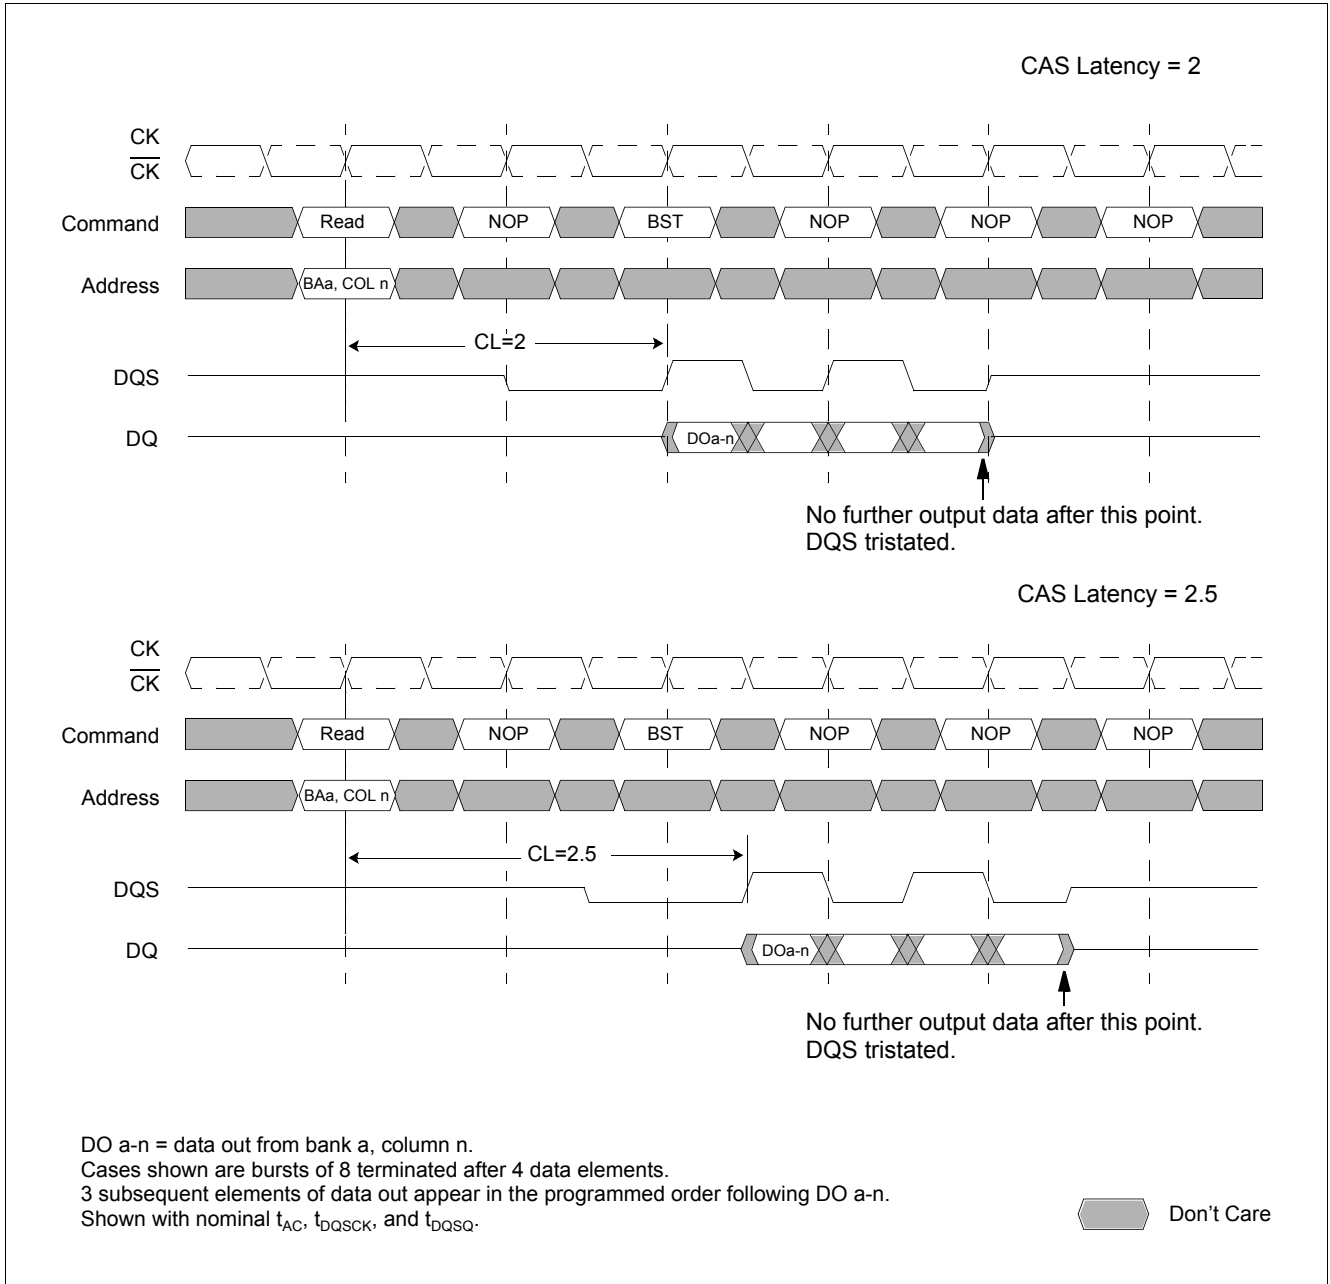 CAS Latency = 2
CK
CK
Command
Read
NOP
BST
NOP
NOP
NOP
Address
BAa, COL n
CL=2
DQS
DQ
DOa-n
No further output data after this point.
DQS tristated.
CAS Latency = 2.5
CK
CK
Command
Read
NOP
BST
NOP
NOP
NOP
Address
BAa, COL n
CL=2.5
DQS
DQ
DOa-n
No further output data after this point.
DQS tristated.
DO a-n = data out from bank a, column n.
Cases shown are bursts of 8 terminated after 4 data elements.
3 subsequent elements of data out appear in the programmed order following DO a-n.
Shown with nominal tAC, tDQSCK, and tDQSQ.
Don't Care